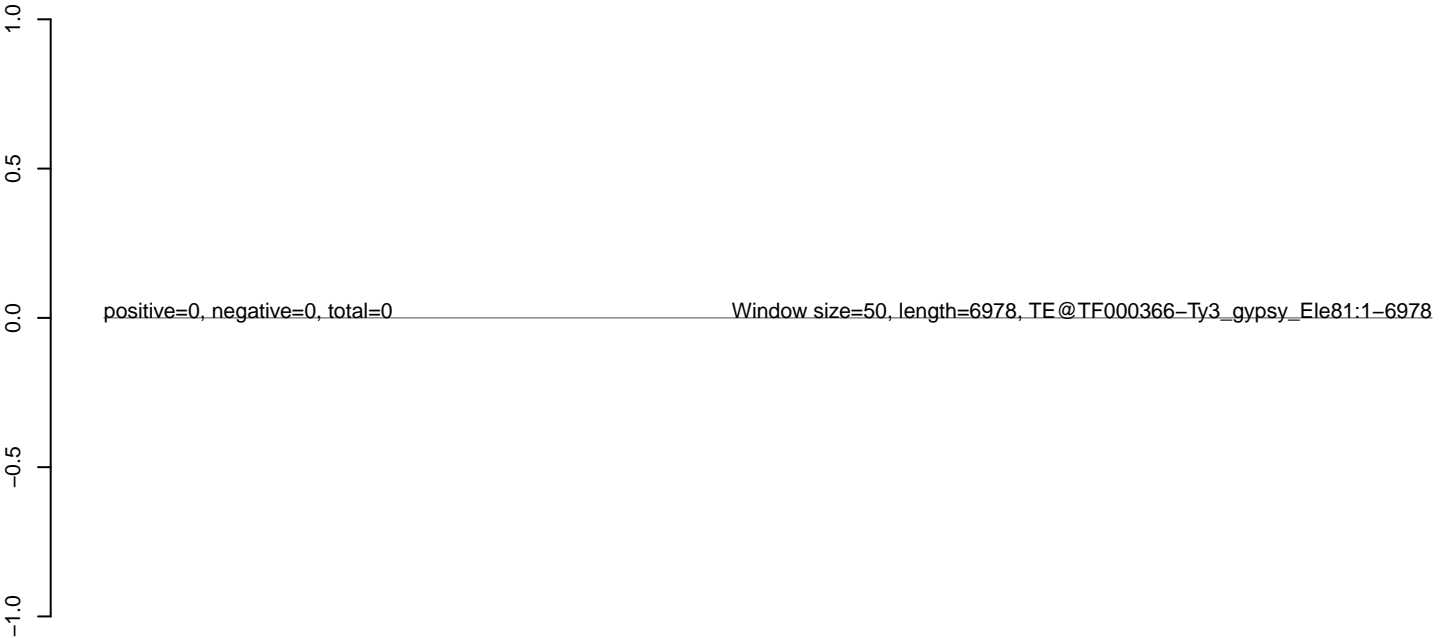 1.0
0.5
0.0
−0.5
−1.0
positive=0, negative=0, total=0
Window size=50, length=6978, TE@TF000366−Ty3_gypsy_Ele81:1−6978